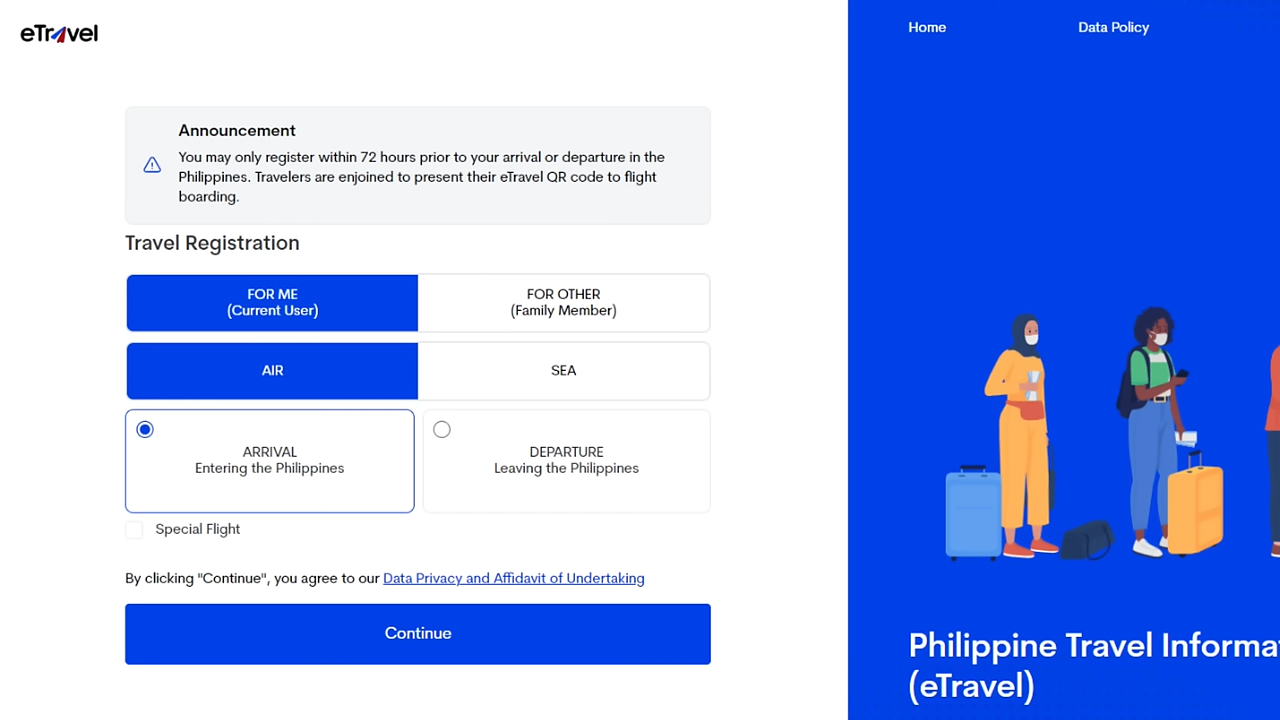 eTravel
Home
Data Policy
Announcement
You may only register within 72 hours prior to your arrival or departure in the
Philippines. Travelers are enjoined to present their eTravel QR code to flight
boarding.
Travel Registration
FOR ME
(Current User)
FOR OTHER
(Family Member)
AIR
SEA
ARRIVAL
Entering the Philippines
DEPARTURE
Leaving the Philippines
Special Flight
By clicking "Continue", you agree to our Data Privacy and Affidavit of Undertaking
Continue
Philippine Travel Informa
(eTravel)